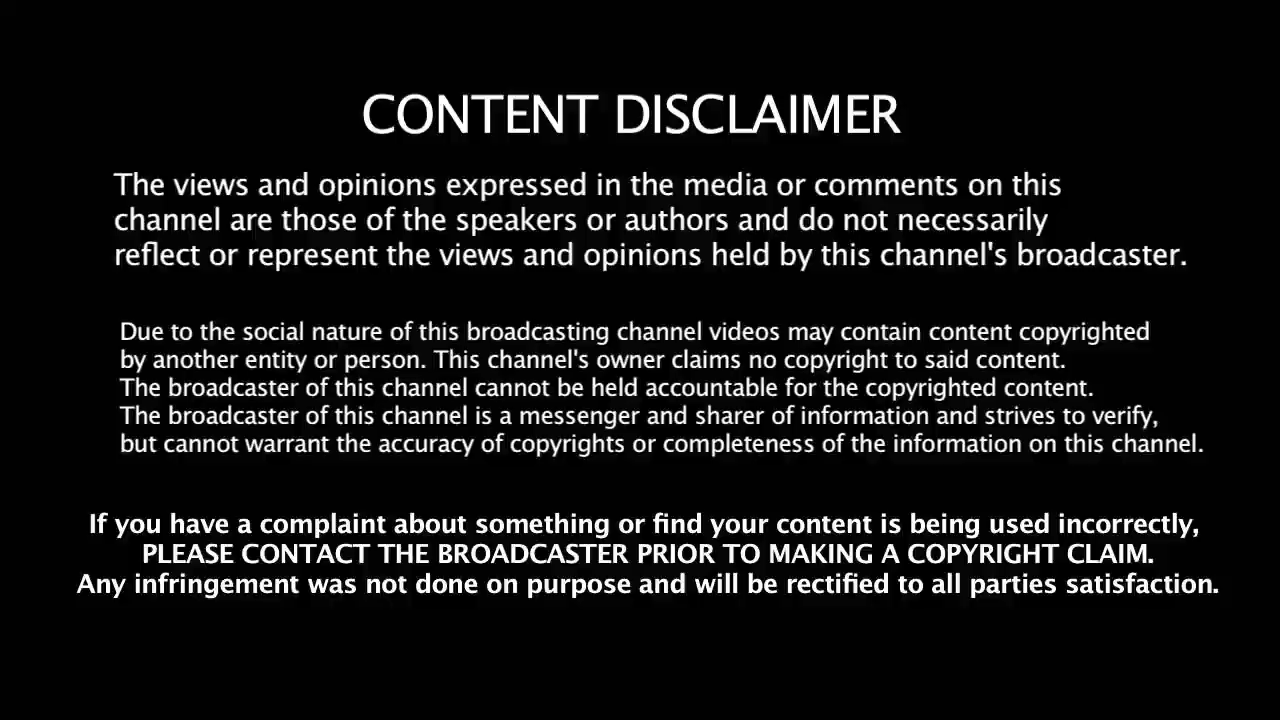 CONTENT DISCLAIMER
The views and opinions expressed in the media or comments on this
channel are those of the speakers or authors and do not necessarily
reflect or represent the views and opinions held by this channel's broadcaster.
Due to the social nature of this broadcasting channel videos may contain content copyrighted
by another entity or person. This channel's owner claims no copyright to said content.
The broadcaster of this channel cannot be held accountable for the copyrighted content.
The broadcaster of this channel is a messenger and sharer of information and strives to verify,
but cannot warrant the accuracy of copyrights or completeness of the information on this channel.
If you have a complaint about something or find your content is being used incorrectly,
PLEASE CONTACT THE BROADCASTER PRIOR TO MAKING A COPYRIGHT CLAIM.
Any infringement was not done on purpose and will be rectified to all parties satisfaction.